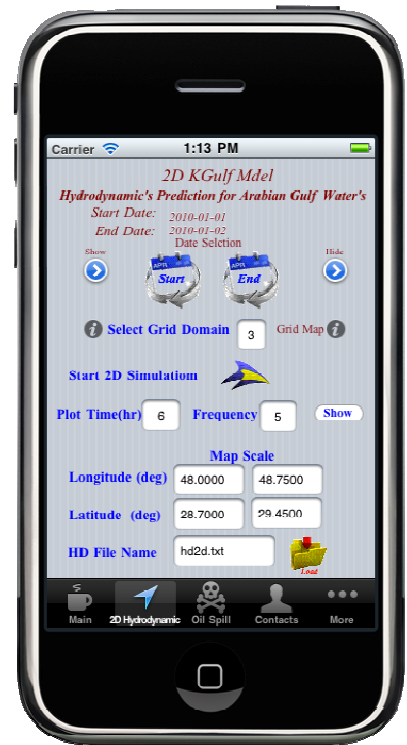 Carrier 1:13 PM
2D KGulf Mdel
Hydrodynamic's Prediction for Arabian Gulf Water's
Start Date: 2010-01-01
End Date: 2010-01-02
Date Selection
Show Hide
APR APR
Start End
Select Grid Domain 3 Grid Map
Start 2D Simulatiom
Plot Time(hr) 6 Frequency 5 Show
Map Scale
Longitude (deg) 48.0000 48.7500
Latitude (deg) 28.7000 29.4500
HD File Name hd2d.txt
Load
Main 2D Hydrodynamic Oil Spill Contacts More